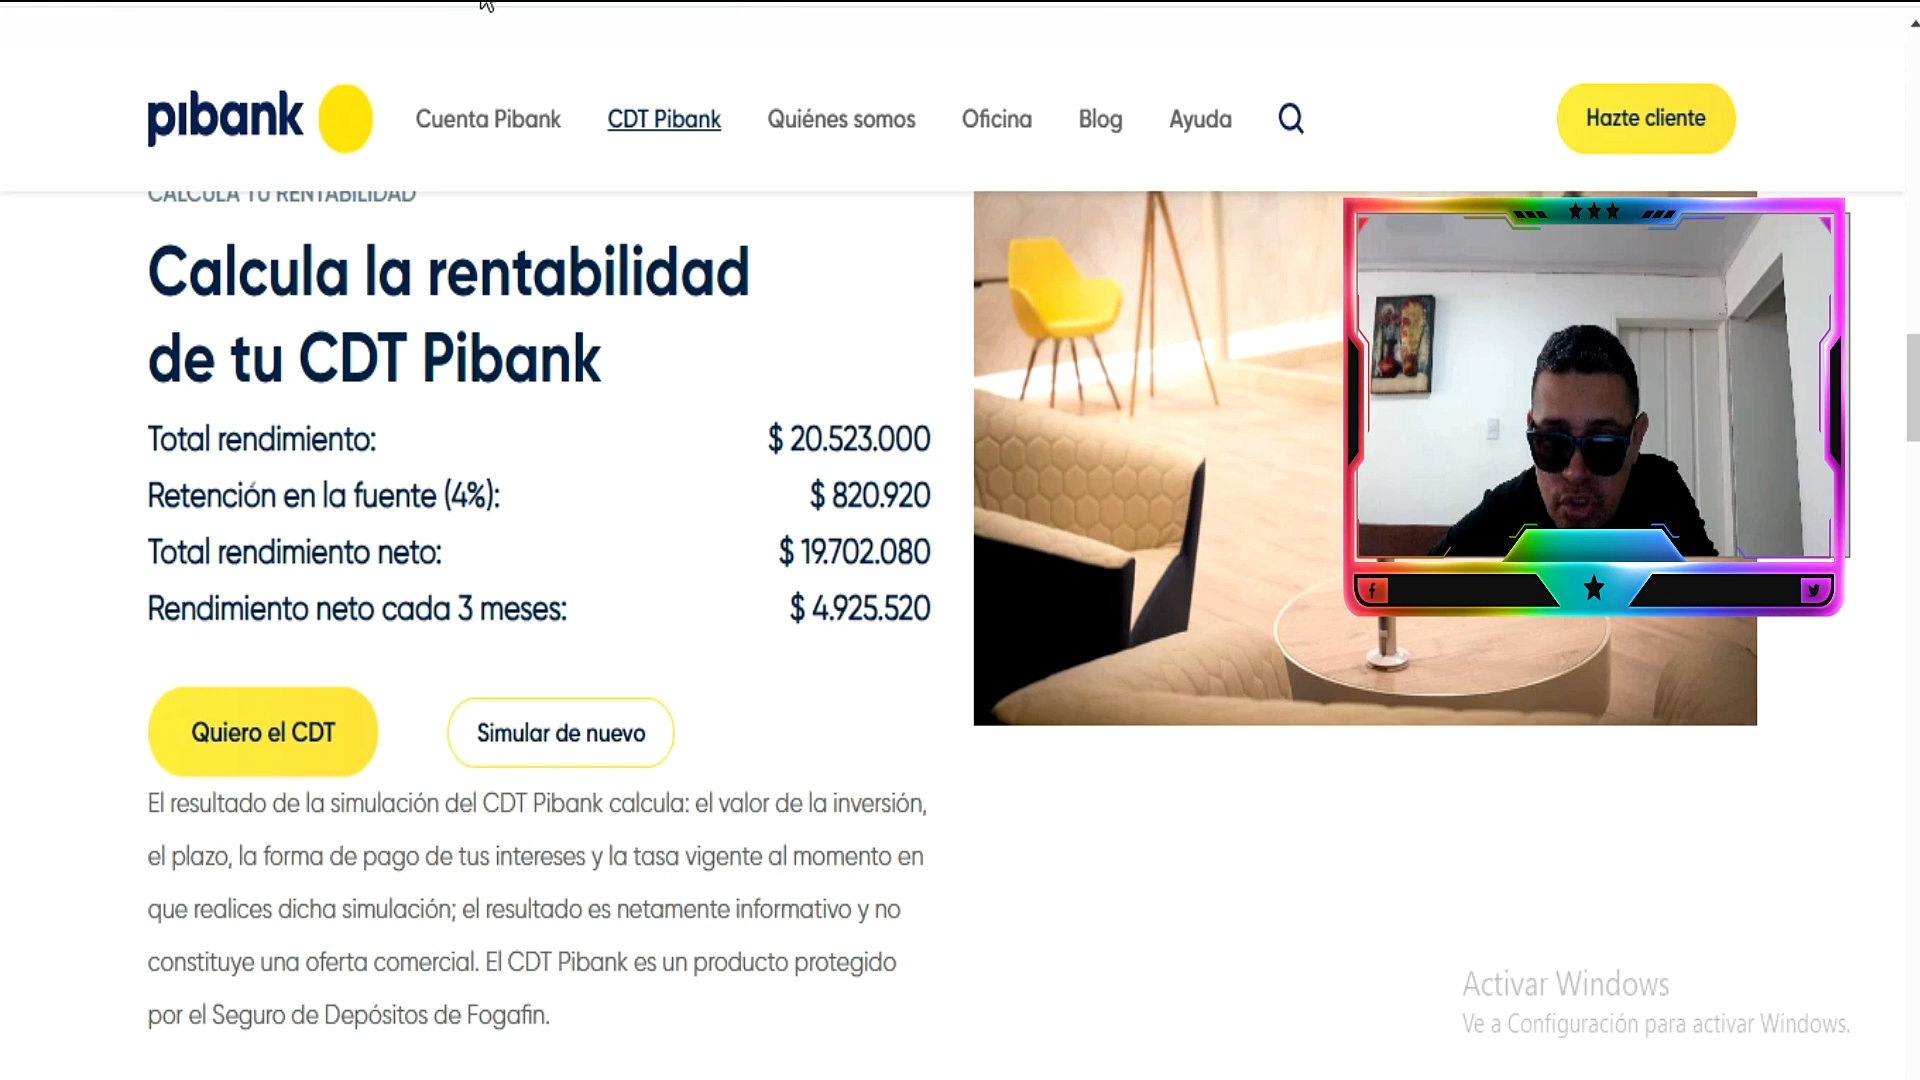 pibank
Cuenta Pibank
CDT Pibank
Quiénes somos
Oficina
Blog
Ayuda
Hazte cliente
CALCULA TU RENTABILIDAD
Calcula la rentabilidad
de tu CDT Pibank
Total rendimiento: $ 20.523.000
Retención en la fuente (4%): $ 820.920
Total rendimiento neto: $ 19.702.080
Rendimiento neto cada 3 meses: $ 4.925.520
Quiero el CDT
Simular de nuevo
El resultado de la simulación del CDT Pibank calcula: el valor de la inversión,
el plazo, la forma de pago de tus intereses y la tasa vigente al momento en
que realices dicha simulación; el resultado es netamente informativo y no
constituye una oferta comercial. El CDT Pibank es un producto protegido
por el Seguro de Depósitos de Fogafin.
Activar Windows
Ve a Configuración para activar Windows.